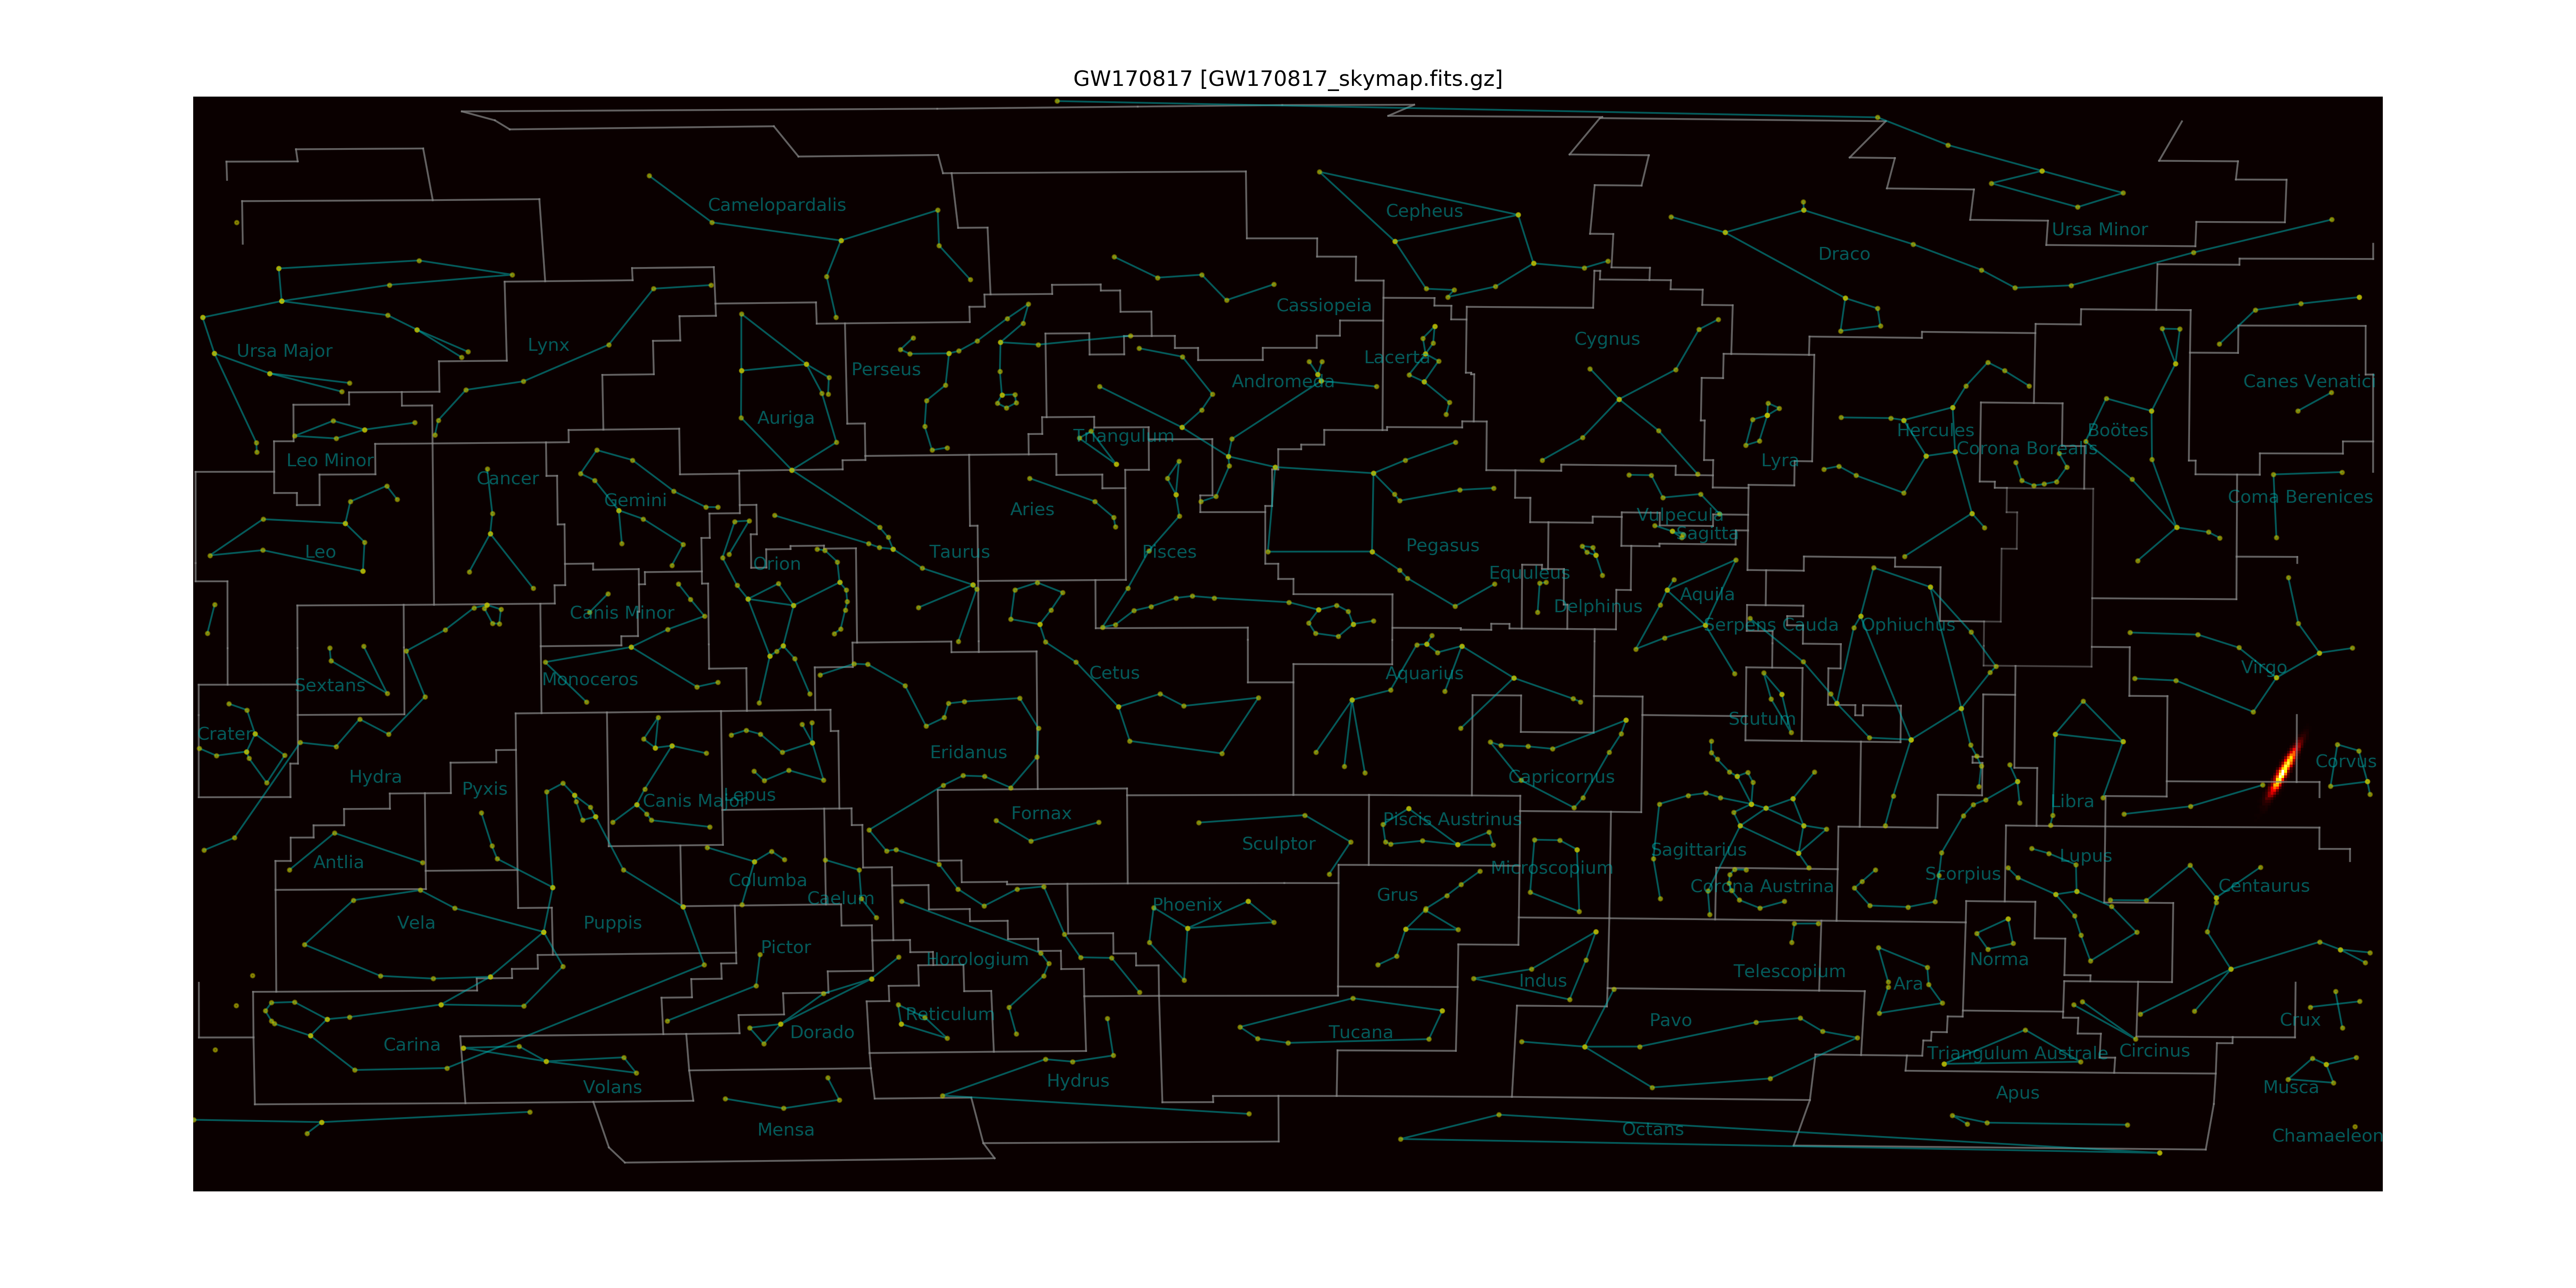 GW170817 [GW170817_skymap.fits.gz]
Camelopardalis
Cepheus
Ursa Minor
Draco
Cassiopeia
Ursa Major
Lynx
Cygnus
Lacerta
Perseus
Andromeda
Canes Venatici
Auriga
Triangulum
Hercules
Boötes
Corona Borealis
Leo Minor
Lyra
Cancer
Gemini
Coma Berenices
Aries
Vulpecula
Sagitta
Leo
Orion
Taurus
Pisces
Pegasus
Equuleus
Delphinus
Aquila
Canis Minor
Serpens Cauda
Ophiuchus
Sextans
Monoceros
Cetus
Aquarius
Virgo
Crater
Scutum
Eridanus
Hydra
Capricornus
Corvus
Pyxis
Canis Major
Lepus
Libra
Fornax
Piscis Austrinus
Sculptor
Antlia
Sagittarius
Lupus
Microscopium
Columba
Caelum
Corona Austrina
Scorpius
Centaurus
Grus
Phoenix
Vela
Puppis
Pictor
Horologium
Norma
Telescopium
Indus
Ara
Reticulum
Pavo
Crux
Dorado
Tucana
Carina
Triangulum Australe
Circinus
Volans
Hydrus
Musca
Apus
Mensa
Octans
Chamaeleon